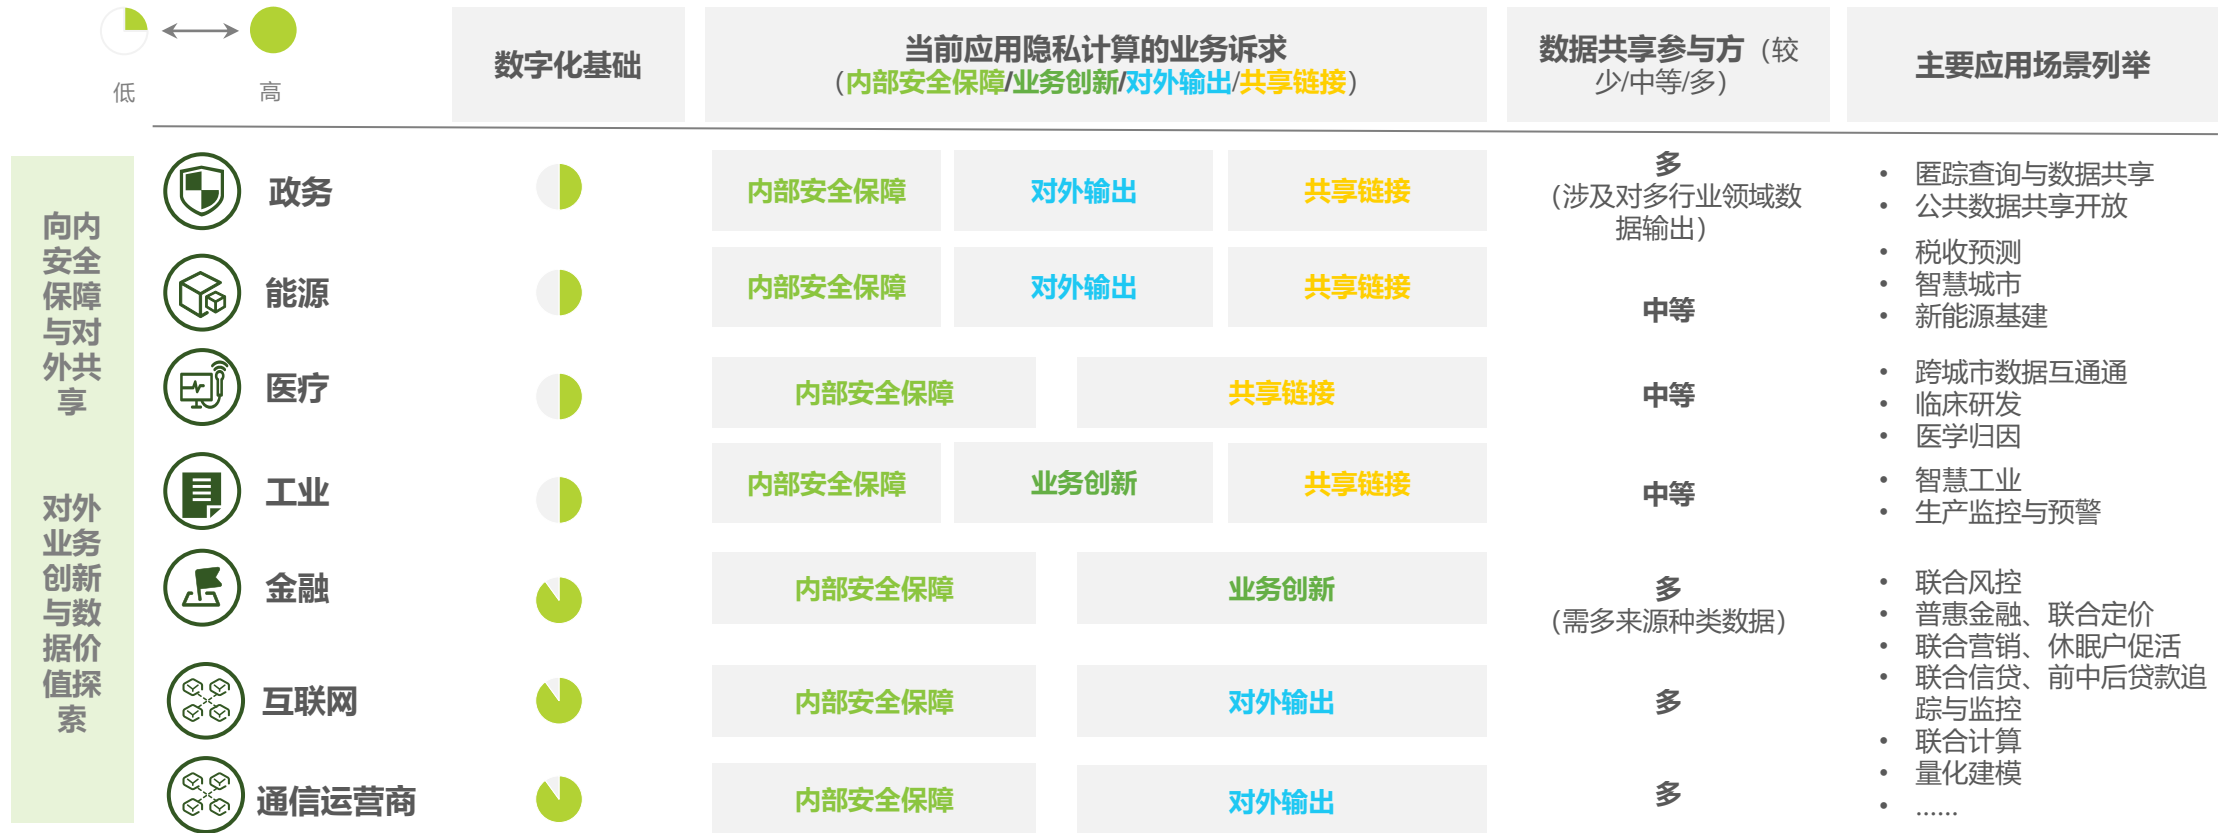 低
高
数字化基础
当前应用隐私计算的业务诉求
（内部安全保障/业务创新/对外输出/共享链接）
数据共享参与方（较
少/中等/多）
主要应用场景列举
向内
安全
保障
与对
外共
享
对外
业务
创新
与数
据价
值探
索
政务
内部安全保障
对外输出
共享链接
多
（涉及对多行业领域数
据输出）
• 匿踪查询与数据共享
• 公共数据共享开放
能源
内部安全保障
对外输出
共享链接
中等
• 税收预测
• 智慧城市
• 新能源基建
医疗
内部安全保障
共享链接
中等
• 跨城市数据互通通
• 临床研发
• 医学归因
工业
内部安全保障
业务创新
共享链接
中等
• 智慧工业
• 生产监控与预警
金融
内部安全保障
业务创新
多
（需多来源种类数据）
• 联合风控
• 普惠金融、联合定价
• 联合营销、休眠户促活
• 联合信贷、前中后贷款追
踪与监控
• 联合计算
• 量化建模
• ......
互联网
内部安全保障
对外输出
多
通信运营商
内部安全保障
对外输出
多